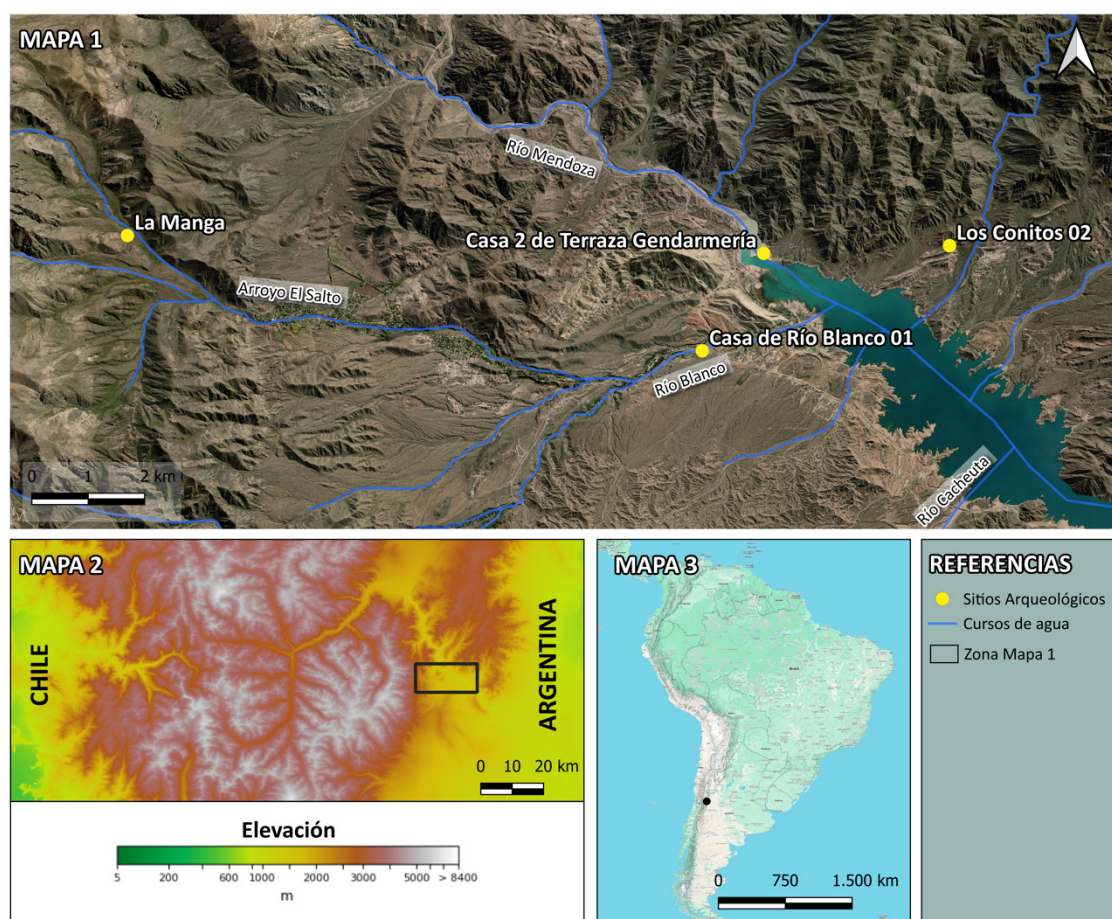 MAPA 1
Río Mendoza
La Manga
Casa 2 de Terraza Gendarmería
Los Conitos 02
Arroyo El Salto
Casa de Río Blanco 01
Río Blanco
Río Cacheuta
0 1 2 km
MAPA 2
CHILE
ARGENTINA
0 10 20 km
Elevación
5 200 600 1000 2000 3000 5000 > 8400
m
MAPA 3
Brasil
0 750 1.500 km
REFERENCIAS
Sitios Arqueológicos
Cursos de agua
Zona Mapa 1